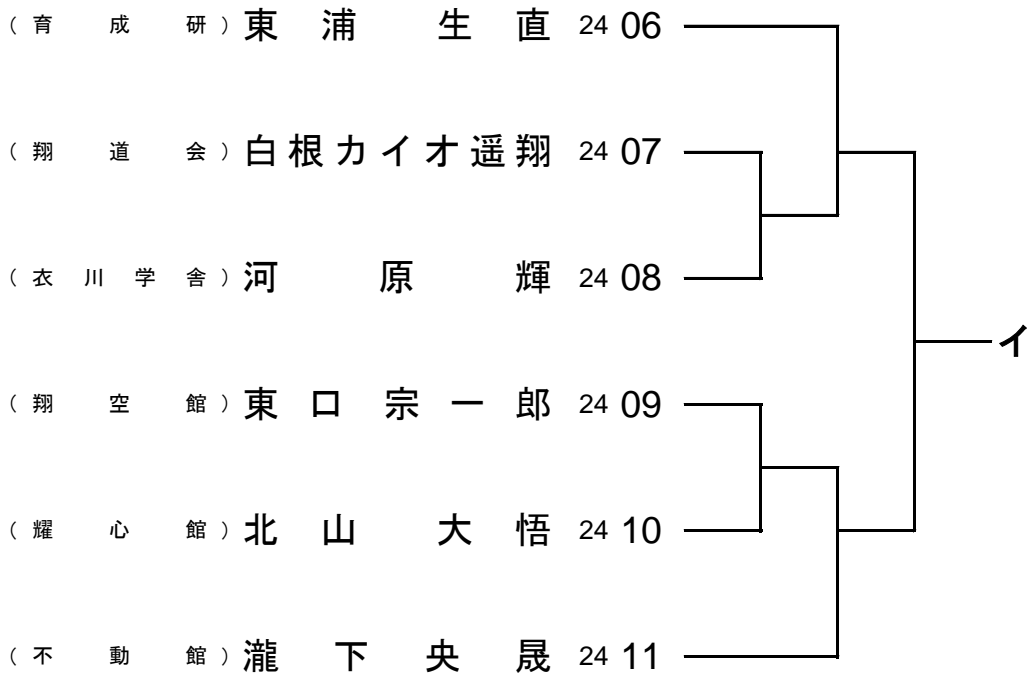 （育成研）東浦生直 24 06
（翔道会）白根カイオ遥翔 24 07
（衣川学舎）河原輝 24 08
イ
（翔空館）東口宗一郎 24 09
（耀心館）北山大悟 24 10
（不動館）瀧下央晟 24 11